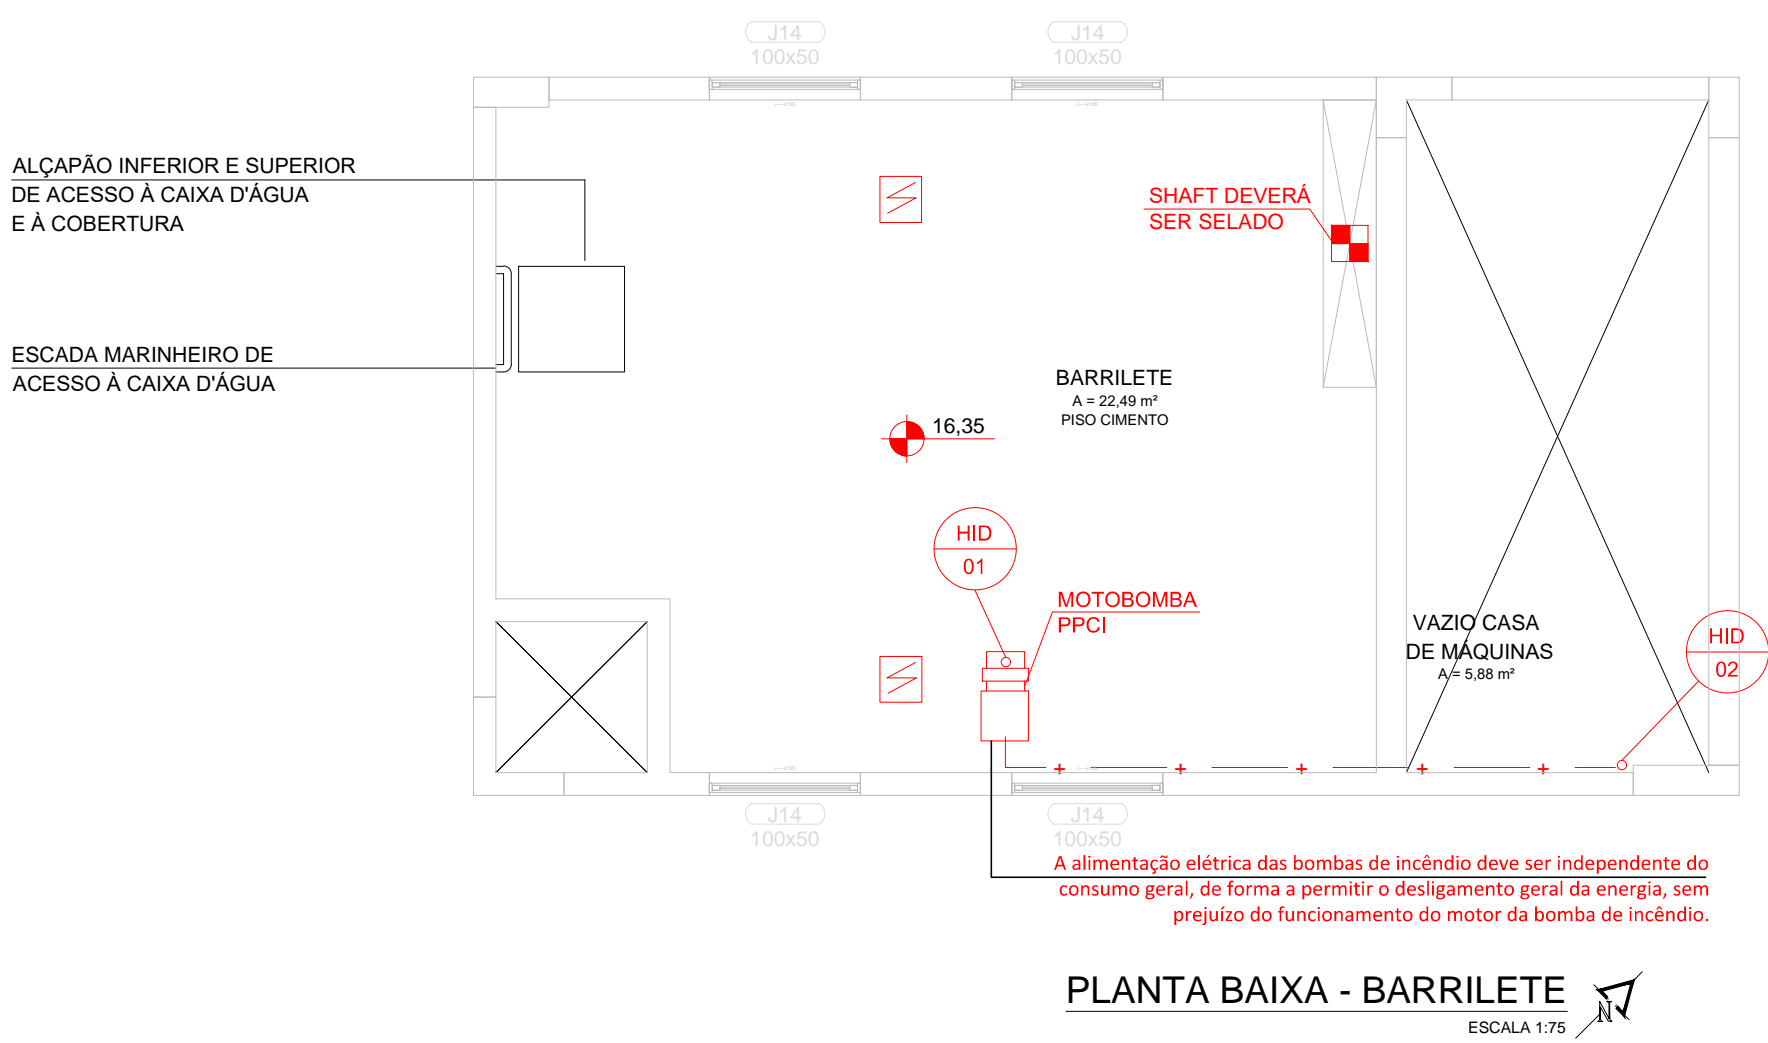 J14
100x50
J14
100x50
ALÇAPÃO INFERIOR E SUPERIOR
DE ACESSO À CAIXA D'ÁGUA
E À COBERTURA
SHAFT DEVERÁ
SER SELADO
ESCADA MARINHEIRO DE
ACESSO À CAIXA D'ÁGUA
BARRILETE
A = 22,49 m²
PISO CIMENTO
16,35
HID
01
MOTOBOMBA
PPCI
VAZIO CASA
DE MÁQUINAS
A = 5,88 m²
HID
02
J14
100x50
J14
100x50
A alimentação elétrica das bombas de incêndio deve ser independente do
consumo geral, de forma a permitir o desligamento geral da energia, sem
prejuízo do funcionamento do motor da bomba de incêndio.
PLANTA BAIXA - BARRILETE
ESCALA 1:75
N